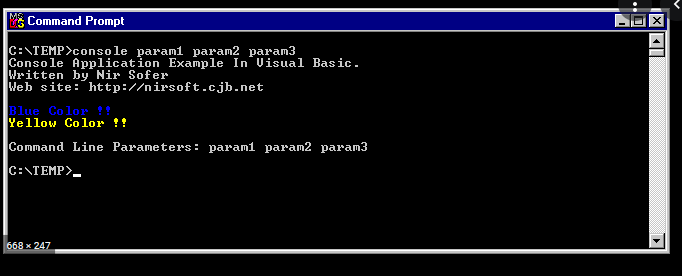 MS
Command Prompt
C:\TEMP>console param1 param2 param3
Console Application Example In Visual Basic.
Written by Nir Sofer
Web site: http://nirsoft.cjb.net
Blue Color !!
Yellow Color !!
Command Line Parameters: param1 param2 param3
C:\TEMP>_
668 × 247